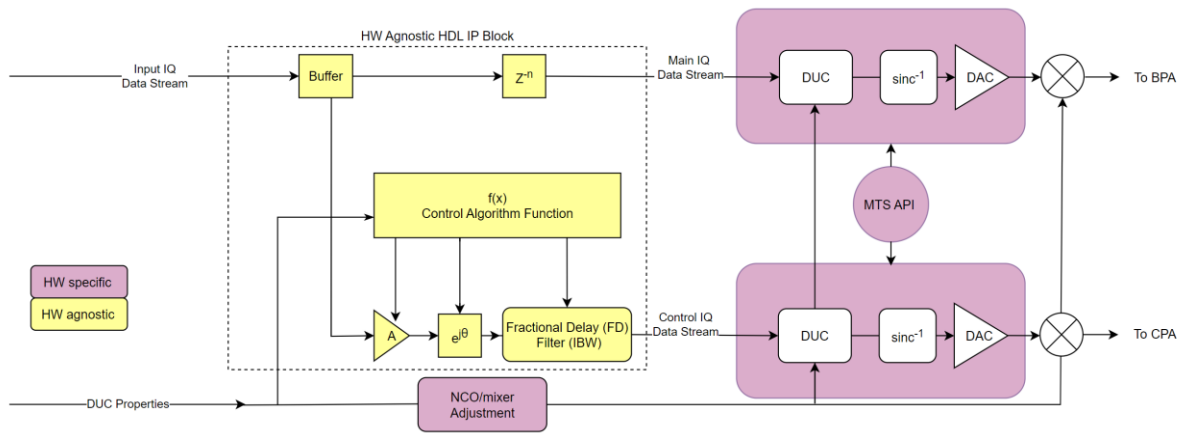 HW Agnostic HDL IP Block
Input IQ
Data Stream
Buffer
Z⁻ⁿ
Main IQ
Data Stream
DUC
sinc⁻¹
DAC
To BPA
f(x)
Control Algorithm Function
MTS API
HW specific
HW agnostic
A
e^jθ
Fractional Delay (FD)
Filter (IBW)
Control IQ
Data Stream
DUC
sinc⁻¹
DAC
To CPA
DUC Properties
NCO/mixer
Adjustment